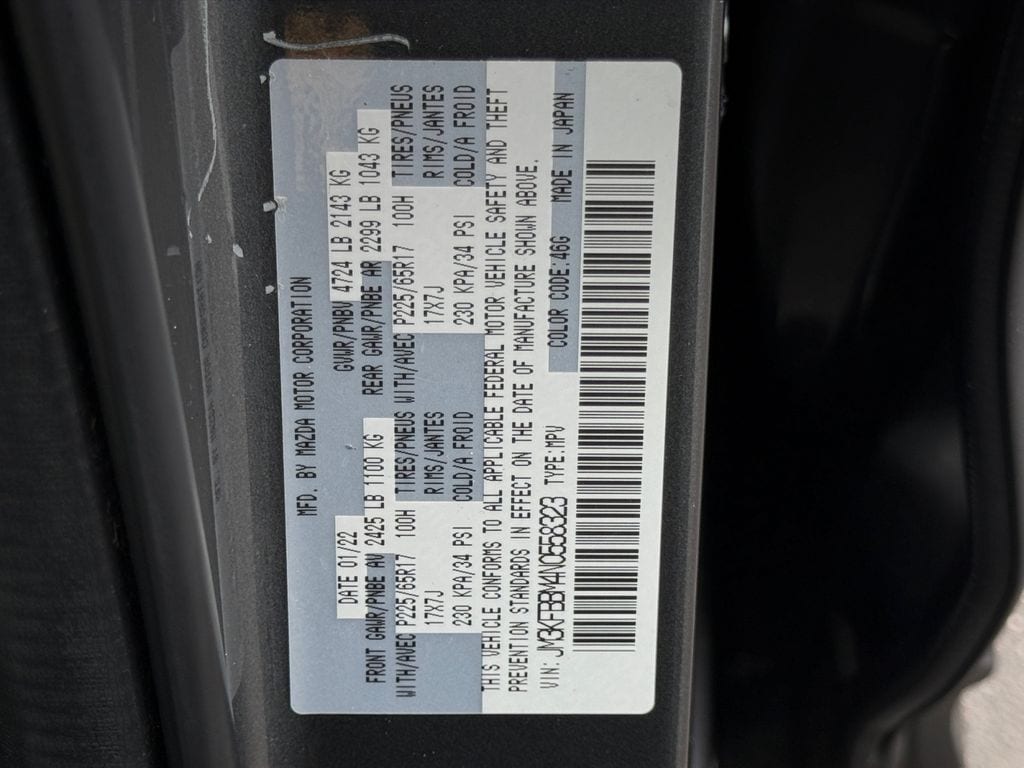 MFD. BY MAZDA MOTOR CORPORATION
DATE 01/22 GVWR/PNBV 4724 LB 2143 KG
FRONT GAWR/PNBE AV 2425 LB 1100 KG REAR GAWR/PNBE AR 2299 LB 1043 KG
WITH/AVEC P225/65R17 100H TIRES/PNEUS WITH/AVEC P225/65R17 100H TIRES/PNEUS
17X7J RIMS/JANTES 17X7J RIMS/JANTES
230 KPA/34 PSI COLD/A FROID 230 KPA/34 PSI COLD/A FROID
THIS VEHICLE CONFORMS TO ALL APPLICABLE FEDERAL MOTOR VEHICLE SAFETY AND THEFT
PREVENTION STANDARDS IN EFFECT ON THE DATE OF MANUFACTURE SHOWN ABOVE.
VIN: JM3KFBBM4N0558323 TYPE:MPV COLOR CODE:46G MADE IN JAPAN